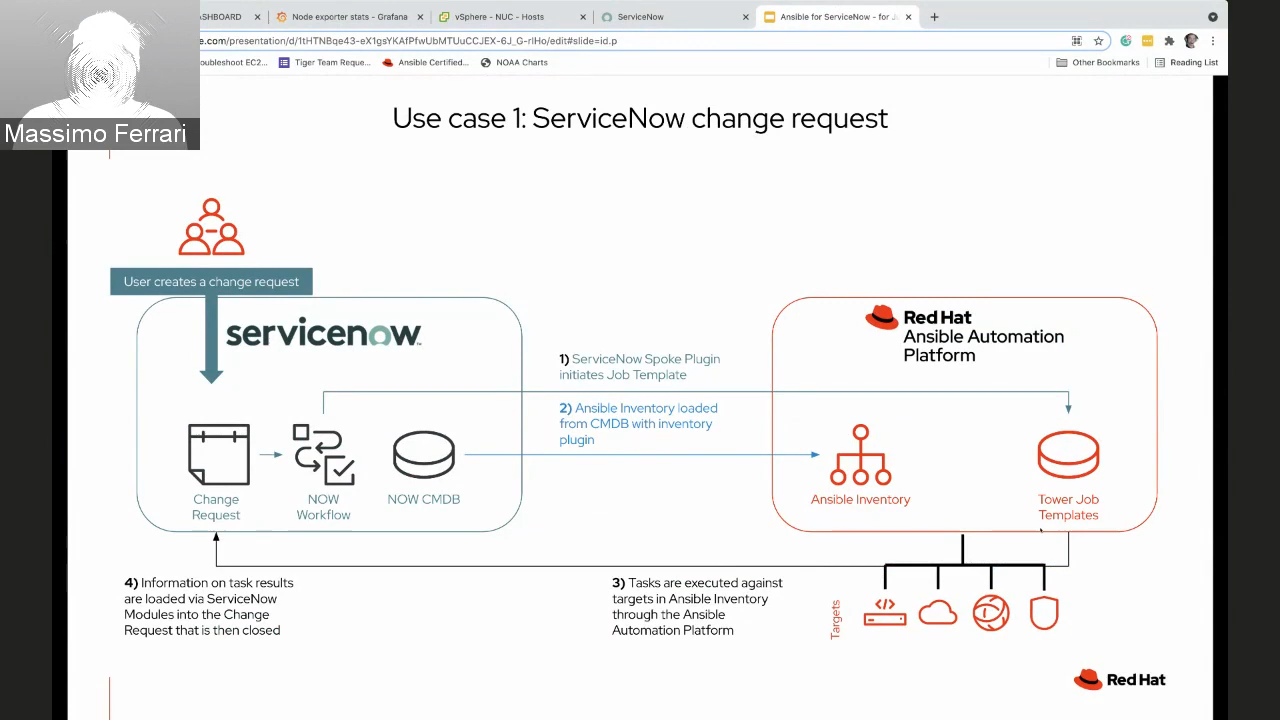 DASHBOARD
Node exporter stats - Grafana
vSphere - NUC - Hosts
ServiceNow
Ansible for ServiceNow - for J
e.com/presentation/d/1tHTNBqe43-eX1gsYKAfPfwUbMTUuCCJEX-6J_G-rIHo/edit#slide=id.p
oubleshoot EC2...
Tiger Team Reque...
Ansible Certified...
NOAA Charts
Other Bookmarks
Reading List
Massimo Ferrari
Use case 1: ServiceNow change request
User creates a change request
servicenow
Red Hat
Ansible Automation
Platform
1) ServiceNow Spoke Plugin
initiates Job Template
2) Ansible Inventory loaded
from CMDB with inventory
plugin
Change
Request
NOW
Workflow
NOW CMDB
Ansible Inventory
Tower Job
Templates
4) Information on task results
are loaded via ServiceNow
Modules into the Change
Request that is then closed
3) Tasks are executed against
targets in Ansible Inventory
through the Ansible
Automation Platform
Targets
Red Hat